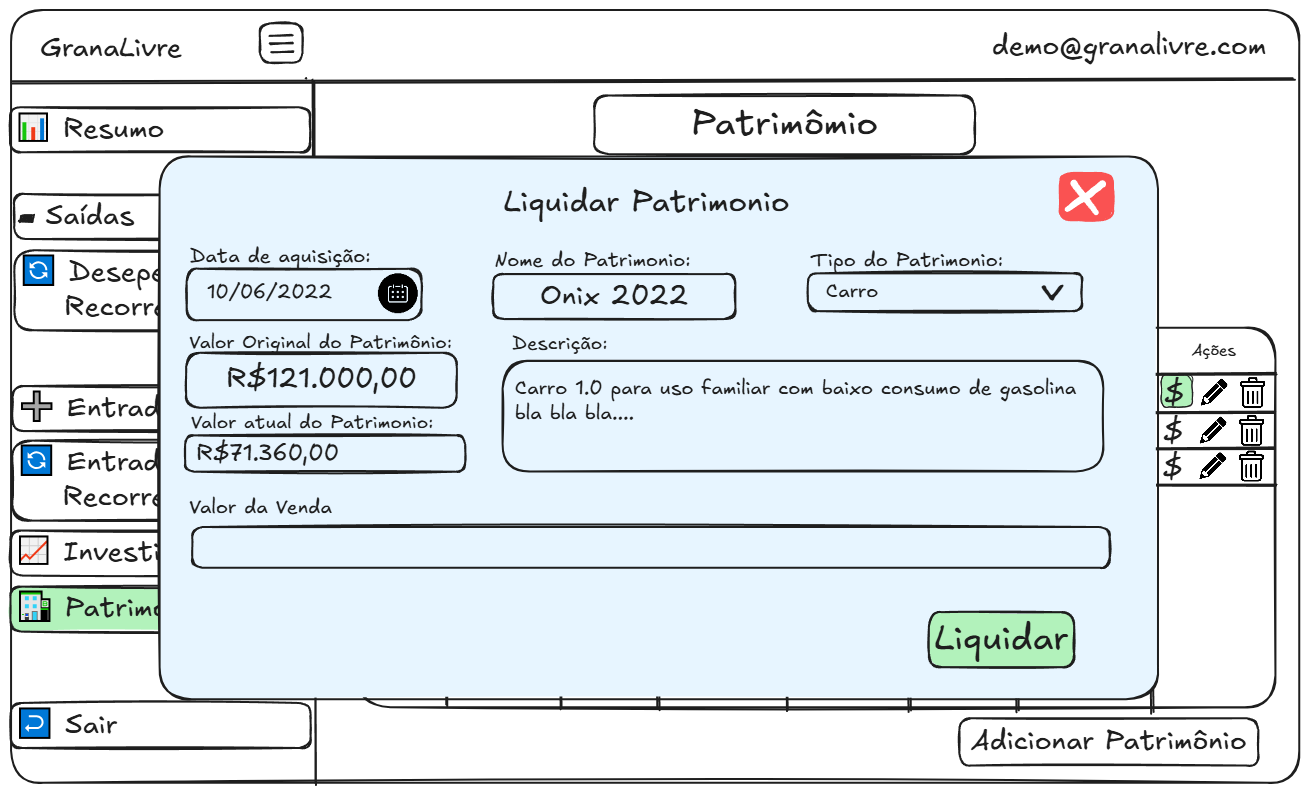 GranaLivre
demo@granalivre.com
Resumo
Patrimômio
Liquidar Patrimonio
Saídas
Desepe
Recorre
Data de aquisição:
10/06/2022
Nome do Patrimonio:
Onix 2022
Tipo do Patrimonio:
Carro
Valor Original do Patrimônio:
R$121.000,00
Descrição:
Carro 1.0 para uso familiar com baixo consumo de gasolina
bla bla bla....
Valor atual do Patrimonio:
R$71.360,00
Valor da Venda
Liquidar
Ações
$
$
$
Entrad
Entrad
Recorre
Investi
Patrimo
Sair
Adicionar Patrimônio